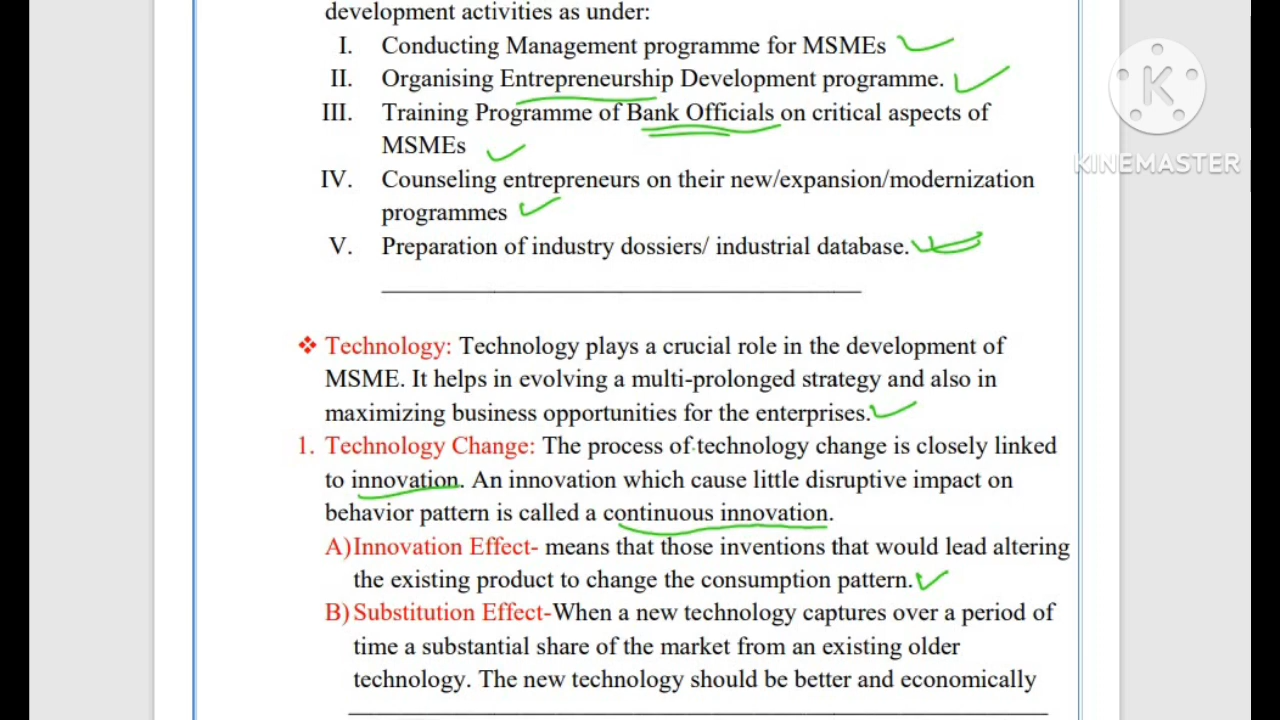 development activities as under:
I. Conducting Management programme for MSMEs
II. Organising Entrepreneurship Development programme.
III. Training Programme of Bank Officials on critical aspects of
MSMEs
IV. Counseling entrepreneurs on their new/expansion/modernization
programmes
V. Preparation of industry dossiers/ industrial database.
❖ Technology: Technology plays a crucial role in the development of
MSME. It helps in evolving a multi-prolonged strategy and also in
maximizing business opportunities for the enterprises.
1. Technology Change: The process of technology change is closely linked
to innovation. An innovation which cause little disruptive impact on
behavior pattern is called a continuous innovation.
A) Innovation Effect- means that those inventions that would lead altering
the existing product to change the consumption pattern.
B) Substitution Effect-When a new technology captures over a period of
time a substantial share of the market from an existing older
technology. The new technology should be better and economically
K
KINEMASTER